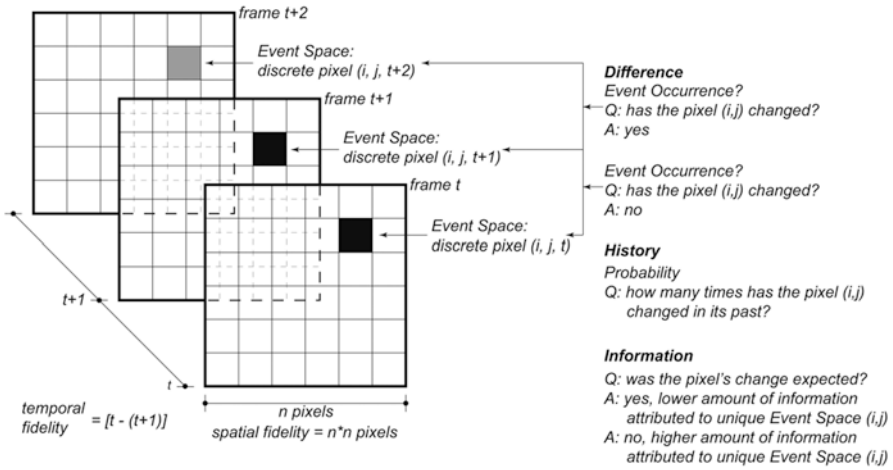 frame t+2
Event Space:
discrete pixel (i, j, t+2)
frame t+1
Event Space:
discrete pixel (i, j, t+1)
frame t
Event Space:
discrete pixel (i, j, t)
t+1
t
temporal
fidelity = [t - (t+1)]
n pixels
spatial fidelity = n*n pixels
Difference
Event Occurrence?
Q: has the pixel (i,j) changed?
A: yes
Event Occurrence?
Q: has the pixel (i,j) changed?
A: no
History
Probability
Q: how many times has the pixel (i,j)
changed in its past?
Information
Q: was the pixel's change expected?
A: yes, lower amount of information
attributed to unique Event Space (i,j)
A: no, higher amount of information
attributed to unique Event Space (i,j)